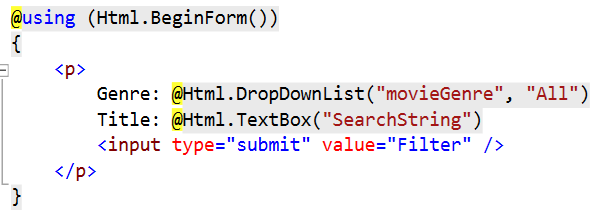 @using (Html.BeginForm())
{
<p>
Genre: @Html.DropDownList("movieGenre", "All")
Title: @Html.TextBox("SearchString")
<input type="submit" value="Filter" />
</p>
}